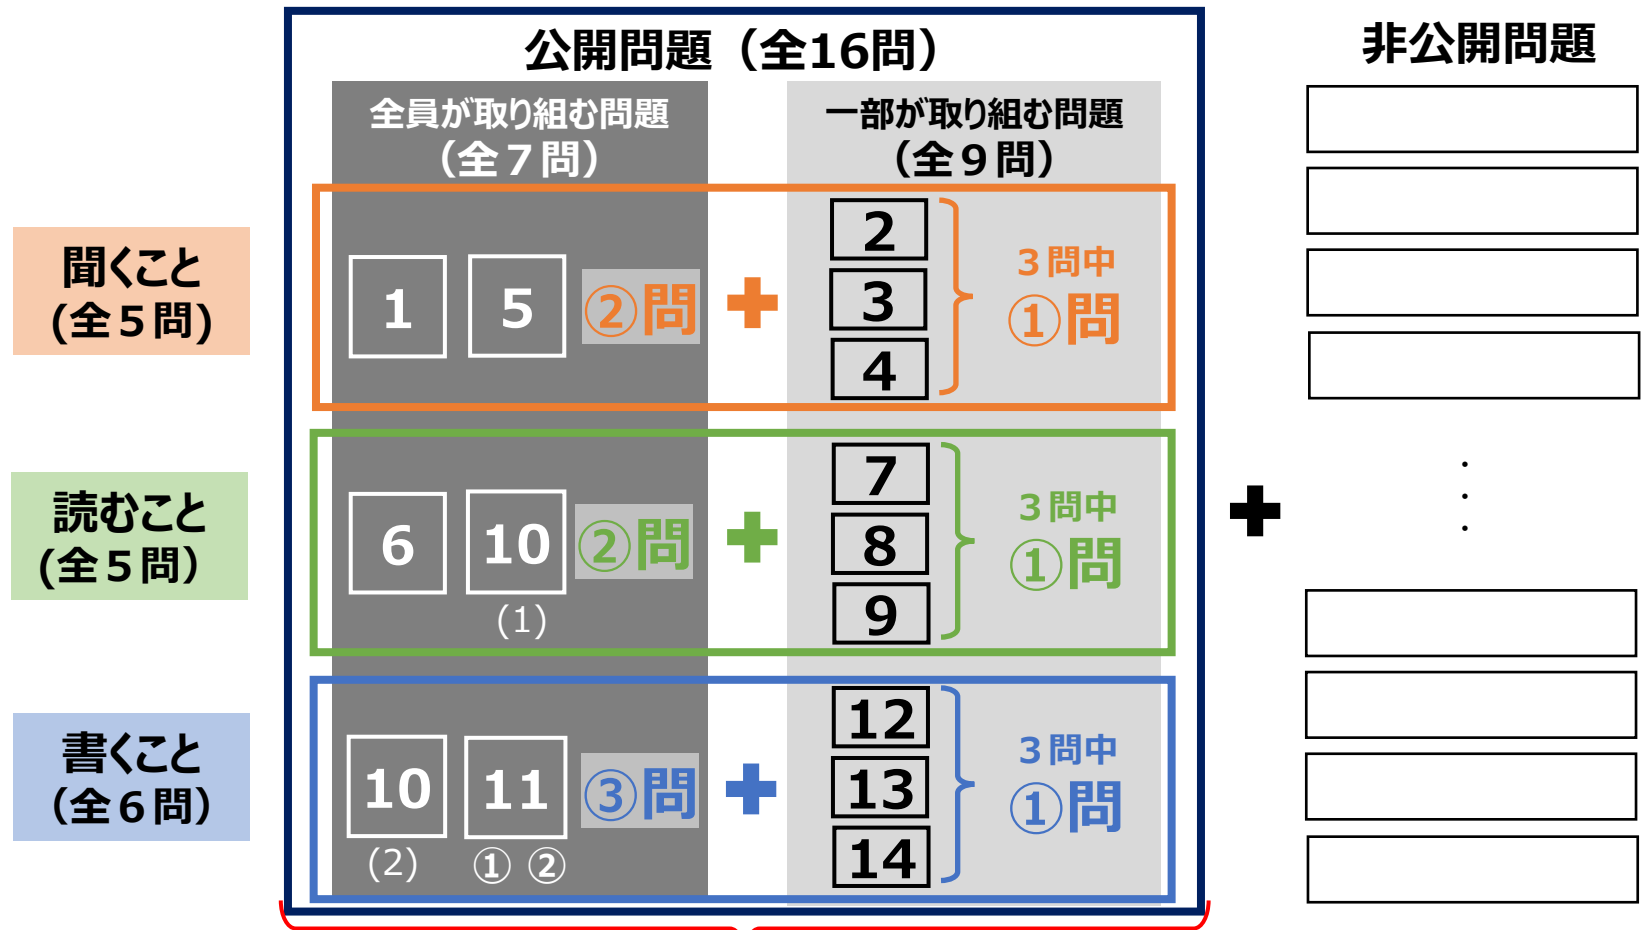 公開問題（全16問）
非公開問題
全員が取り組む問題
（全７問）
一部が取り組む問題
（全９問）
聞くこと
(全５問)
1
5
②問
2
3
4
３問中
①問
読むこと
(全５問）
6
10
(1)
②問
7
8
9
３問中
①問
・
・
・
書くこと
（全６問）
10
(2)
11
① ②
③問
12
13
14
３問中
①問